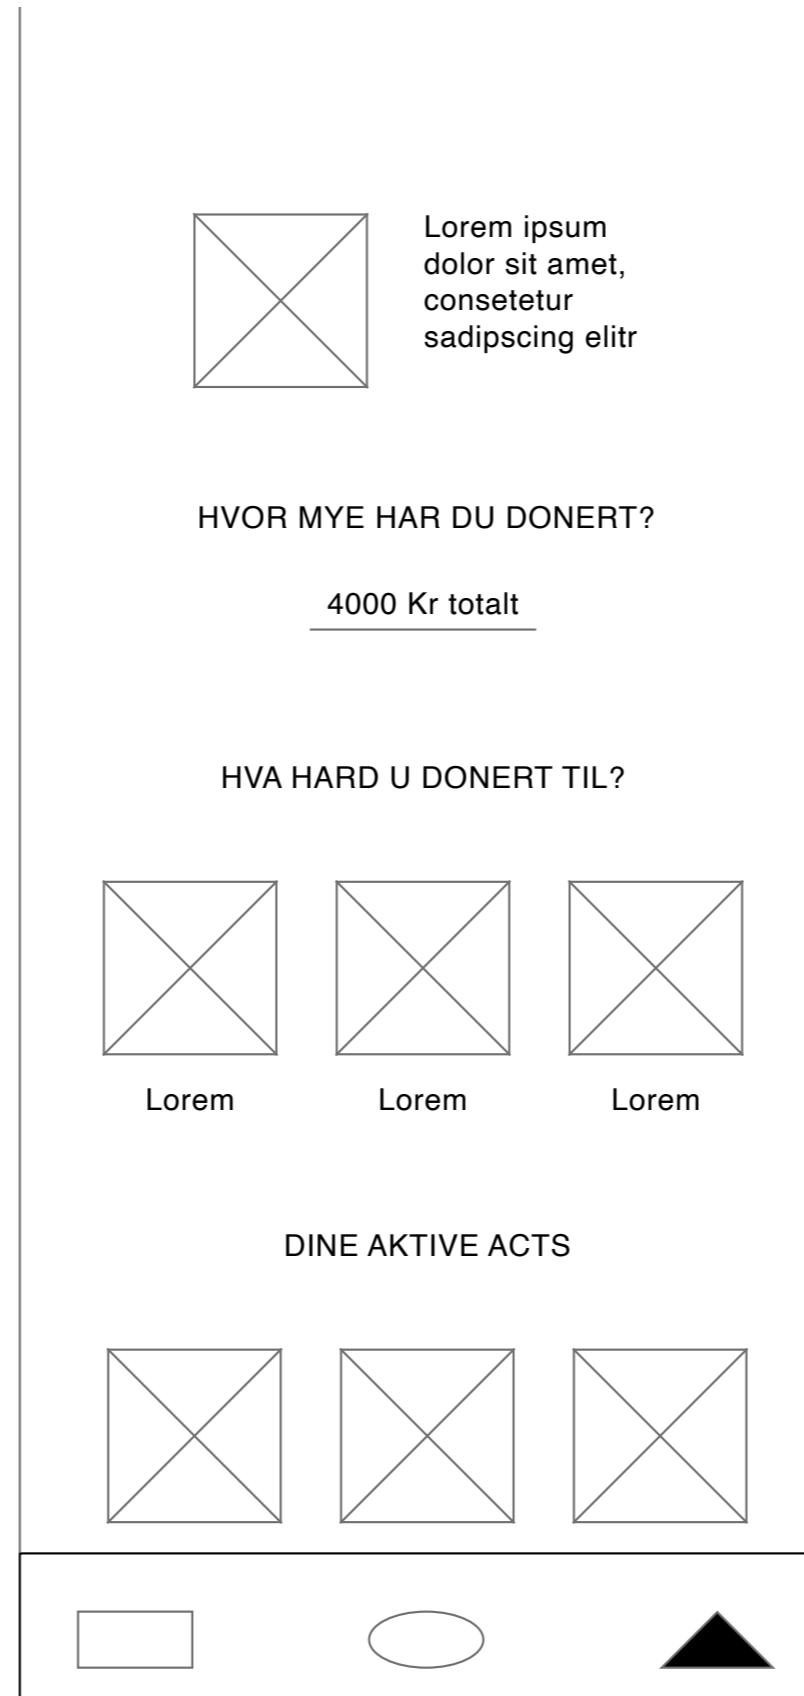 Lorem ipsum
dolor sit amet,
consetetur
sadipscing elitr
HVOR MYE HAR DU DONERT?
4000 Kr totalt
HVA HARD U DONERT TIL?
Lorem Lorem Lorem
DINE AKTIVE ACTS